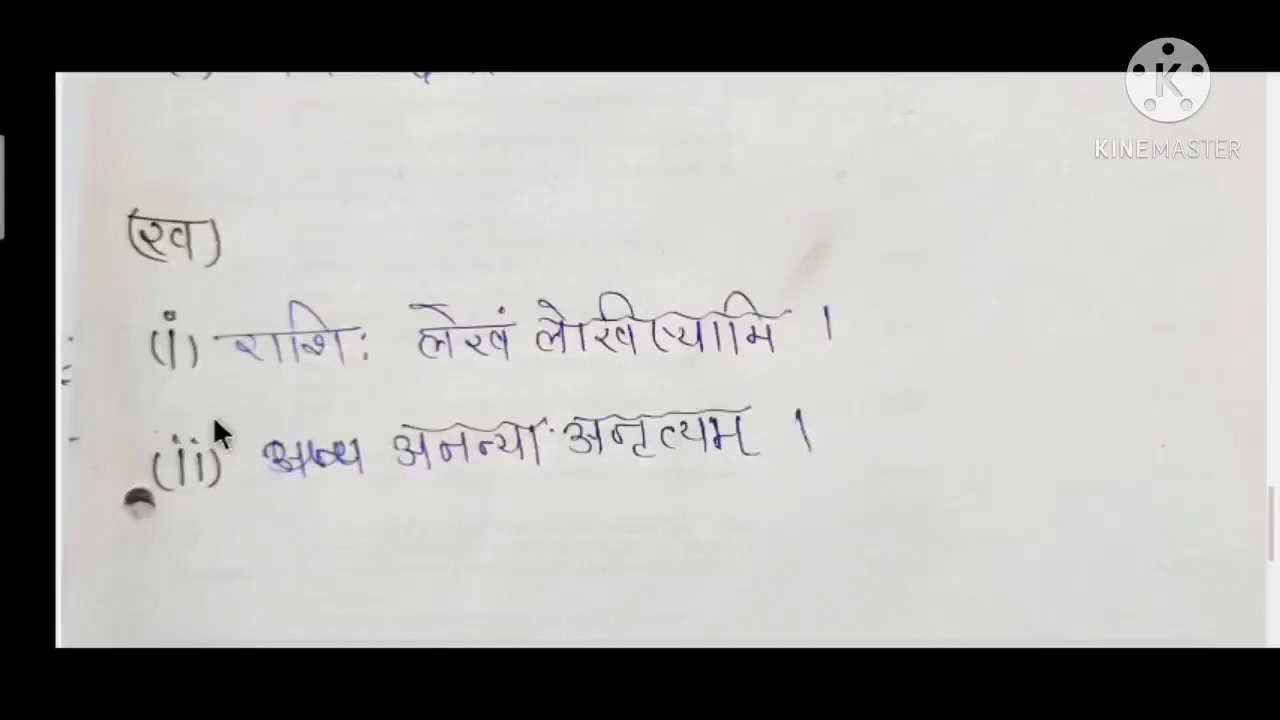 KINEMASTER
(ख)
(i) राशि: लेखं लेखिष्यामि ।
(ii) अनन्या अनृत्यम् ।